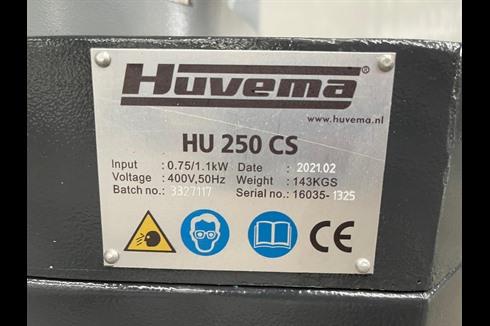 Huvema®
www.huvema.nl
HU 250 CS
Input : 0.75/1.1kW Date : 2021.02
Voltage : 400V,50Hz Weight : 143KGS
Batch no.: 3327117 Serial no.: 16035-1325
CE